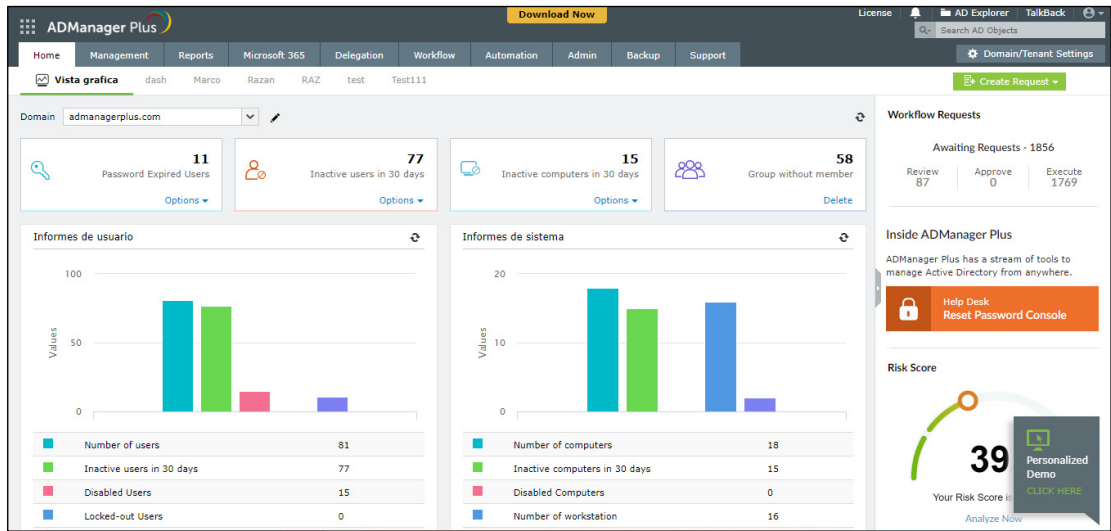 Download Now
License AD Explorer TalkBack
ADManager Plus
Search AD Objects
Home Management Reports Microsoft 365 Delegation Workflow Automation Admin Backup Support
Domain/Tenant Settings
Vista grafica dash Marco Razan RAZ test Test111
Create Request
Domain admanagerplus.com
11
Password Expired Users
Options
77
Inactive users in 30 days
Options
15
Inactive computers in 30 days
Options
58
Group without member
Delete
Informes de usuario
100
50
0
Values
Number of users 81
Inactive users in 30 days 77
Disabled Users 15
Locked-out Users 0
Informes de sistema
20
10
0
Values
Number of computers 18
Inactive computers in 30 days 15
Disabled Computers 0
Number of workstation 16
Workflow Requests
Awaiting Requests - 1856
Review Approve Execute
87 0 1769
Inside ADManager Plus
ADManager Plus has a stream of tools to
manage Active Directory from anywhere.
Help Desk
Reset Password Console
Risk Score
39
Your Risk Score is
Analyze Now
Personalized
Demo
CLICK HERE